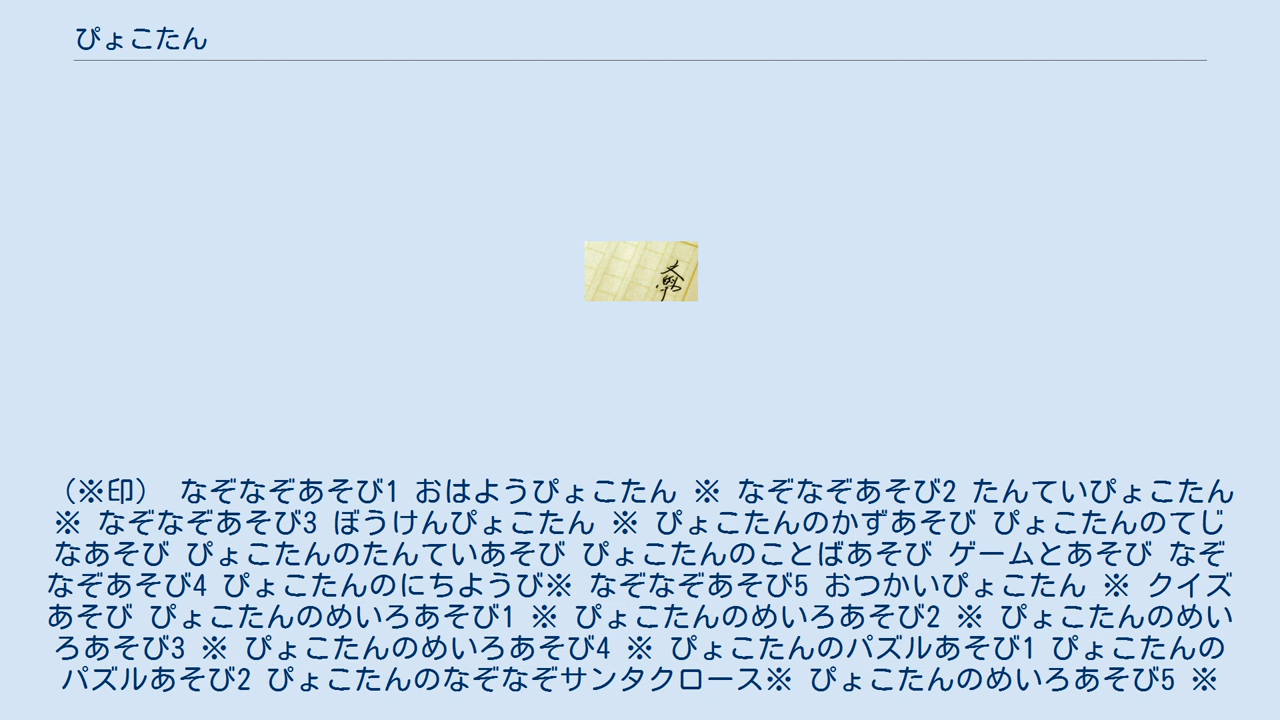 ぴょこたん
（※印） なぞなぞあそび1 おはようぴょこたん ※ なぞなぞあそび2 たんていぴょこたん
※ なぞなぞあそび3 ぼうけんぴょこたん ※ ぴょこたんのかずあそび ぴょこたんのてじ
なあそび ぴょこたんのたんていあそび ぴょこたんのことばあそび ゲームとあそび なぞ
なぞあそび4 ぴょこたんのにちようび※ なぞなぞあそび5 おつかいぴょこたん ※ クイズ
あそび ぴょこたんのめいろあそび1 ※ ぴょこたんのめいろあそび2 ※ ぴょこたんのめい
ろあそび3 ※ ぴょこたんのめいろあそび4 ※ ぴょこたんのパズルあそび1 ぴょこたんの
パズルあそび2 ぴょこたんのなぞなぞサンタクロース※ ぴょこたんのめいろあそび5 ※